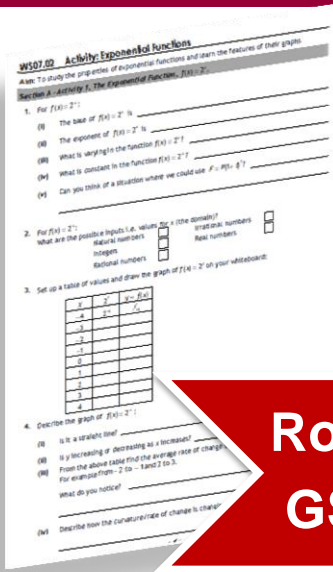 WS07.02 Activity: Exponential Functions
Aim: To study the properties of exponential functions and learn the features of their graphs
Section A – Activity 1, The Exponential Function, f(x) = 2ˣ.
1. For f(x) = 2ˣ:
(i) The base of f(x) = 2ˣ is
(ii) The exponent of f(x) = 2ˣ is
(iii) What is varying in the function f(x) = 2ˣ?
(iv) What is constant in the function f(x) = 2ˣ?
(v) Can you think of a situation where we could use
2. For f(x) = 2ˣ:
What are the possible inputs i.e. values for x (the domain)?
Natural numbers Irrational numbers
Integers Real numbers
Rational numbers
3. Set up a table of values and draw the graph of f(x) = 2ˣ on your whiteboard:
x 2ˣ y = f(x)
-4 2⁻⁴
-3
-2
-1
0
1
2
3
4
4. Describe the graph of f(x) = 2ˣ:
(i) Is it a straight line?
(ii) Is y increasing or decreasing as x increases?
(iii) From the above table find the average rate of change
For example from -2 to -1 and 2 to 3.
What do you notice?
(iv) Describe how the curvature/rate of change is
Ro
GS